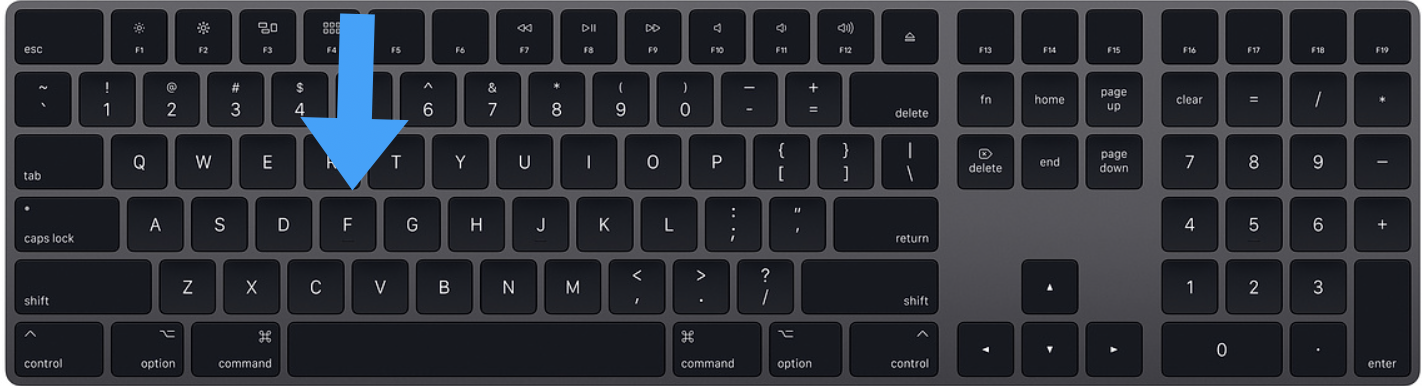 esc F1 F2 F3 F4 F5 F6 F7 F8 F9 F10 F11 F12 F13 F14 F15 F16 F17 F18 F19
~ ! @ # $ ^ & * ( ) — +
` 1 2 3 4 6 7 8 9 0 - = delete fn home page up clear = / *
tab Q W E T Y U I O P { [ } ] | \ delete end page down 7 8 9 −
caps lock A S D F G H J K L : ; " ' return 4 5 6 +
shift Z X C V B N M < , > . ? / shift 1 2 3
control option command command option control 0 . enter